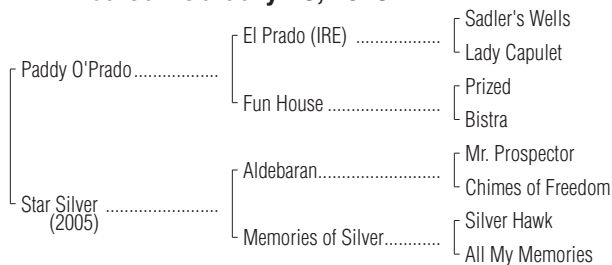 Sadler's Wells
El Prado (IRE) ..................
Lady Capulet
Paddy O'Prado..................
Prized
Fun House ........................
Bistra
Mr. Prospector
Aldebaran..........................
Chimes of Freedom
Star Silver ........................
(2005)
Silver Hawk
Memories of Silver............
All My Memories